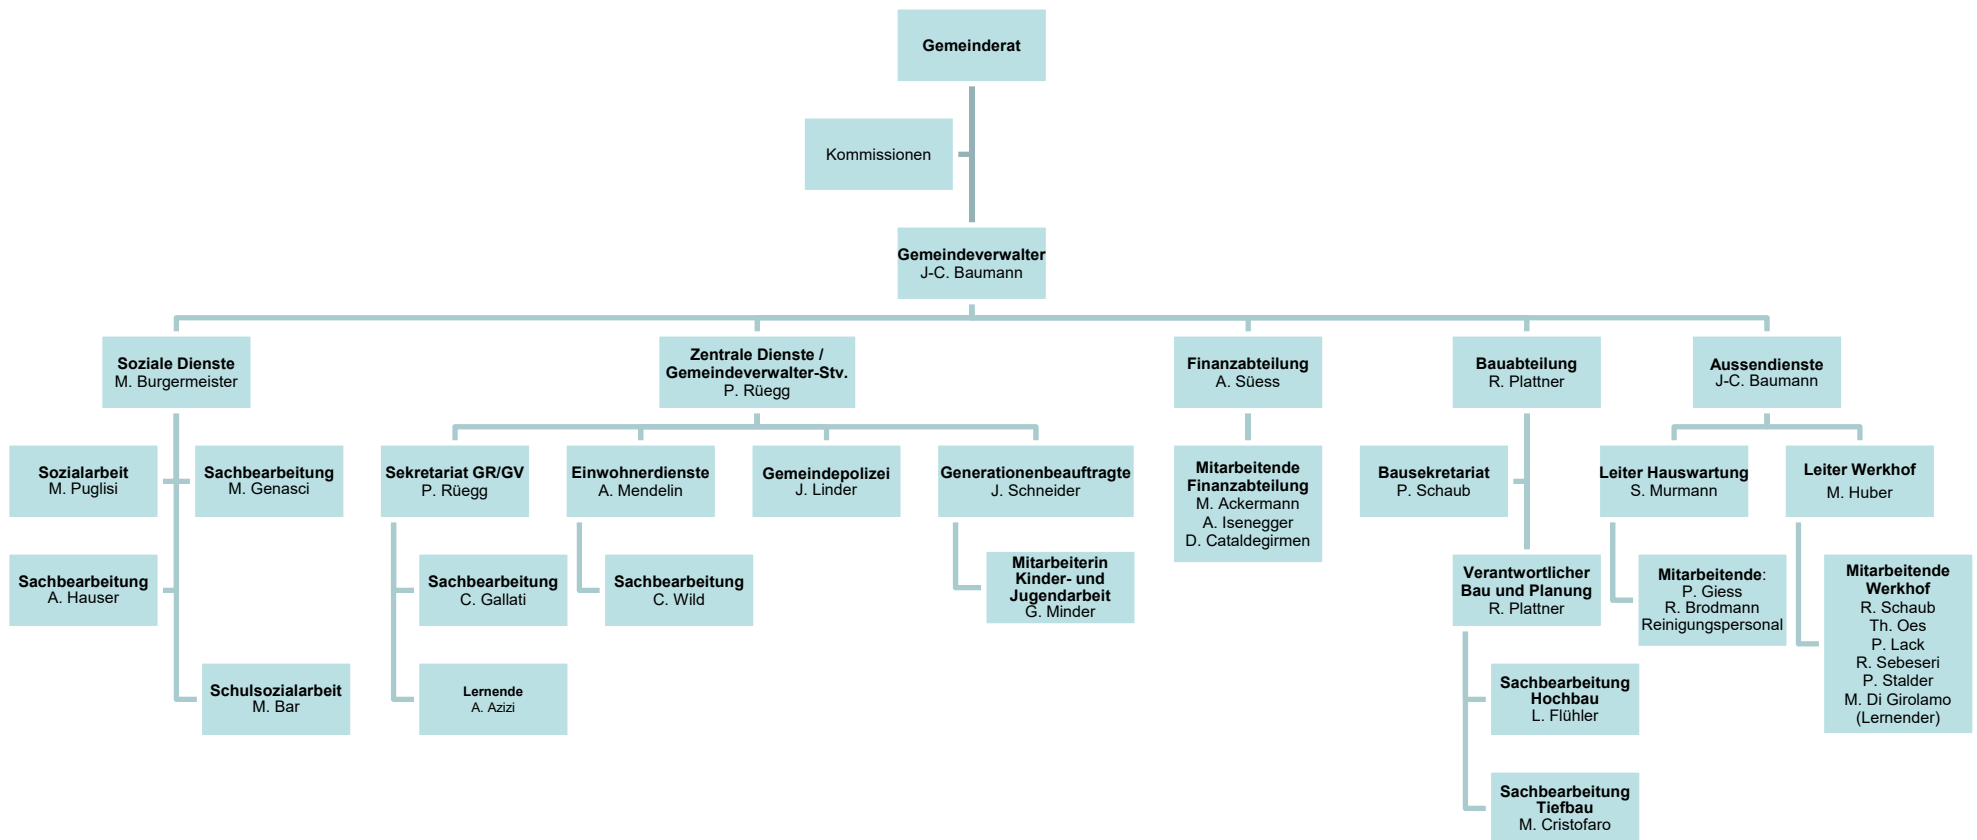 Gemeinderat
Kommissionen
Gemeindeverwalter
J-C. Baumann
Soziale Dienste
M. Burgermeister
Zentrale Dienste /
Gemeindeverwalter-Stv.
P. Rüegg
Finanzabteilung
A. Süess
Bauabteilung
R. Plattner
Aussendienste
J-C. Baumann
Sozialarbeit
M. Puglisi
Sachbearbeitung
M. Genasci
Sekretariat GR/GV
P. Rüegg
Einwohnerdienste
A. Mendelin
Gemeindepolizei
J. Linder
Generationenbeauftragte
J. Schneider
Mitarbeitende
Finanzabteilung
M. Ackermann
A. Isenegger
D. Cataldegirmen
Bausekretariat
P. Schaub
Leiter Hauswartung
S. Murmann
Leiter Werkhof
M. Huber
Sachbearbeitung
A. Hauser
Sachbearbeitung
C. Gallati
Sachbearbeitung
C. Wild
Mitarbeiterin
Kinder- und
Jugendarbeit
G. Minder
Verantwortlicher
Bau und Planung
R. Plattner
Mitarbeitende:
P. Giess
R. Brodmann
Reinigungspersonal
Mitarbeitende
Werkhof
R. Schaub
Th. Oes
P. Lack
R. Sebeseri
P. Stalder
M. Di Girolamo
(Lernender)
Schulsozialarbeit
M. Bar
Lernende
A. Azizi
Sachbearbeitung
Hochbau
L. Flühler
Sachbearbeitung
Tiefbau
M. Cristofaro